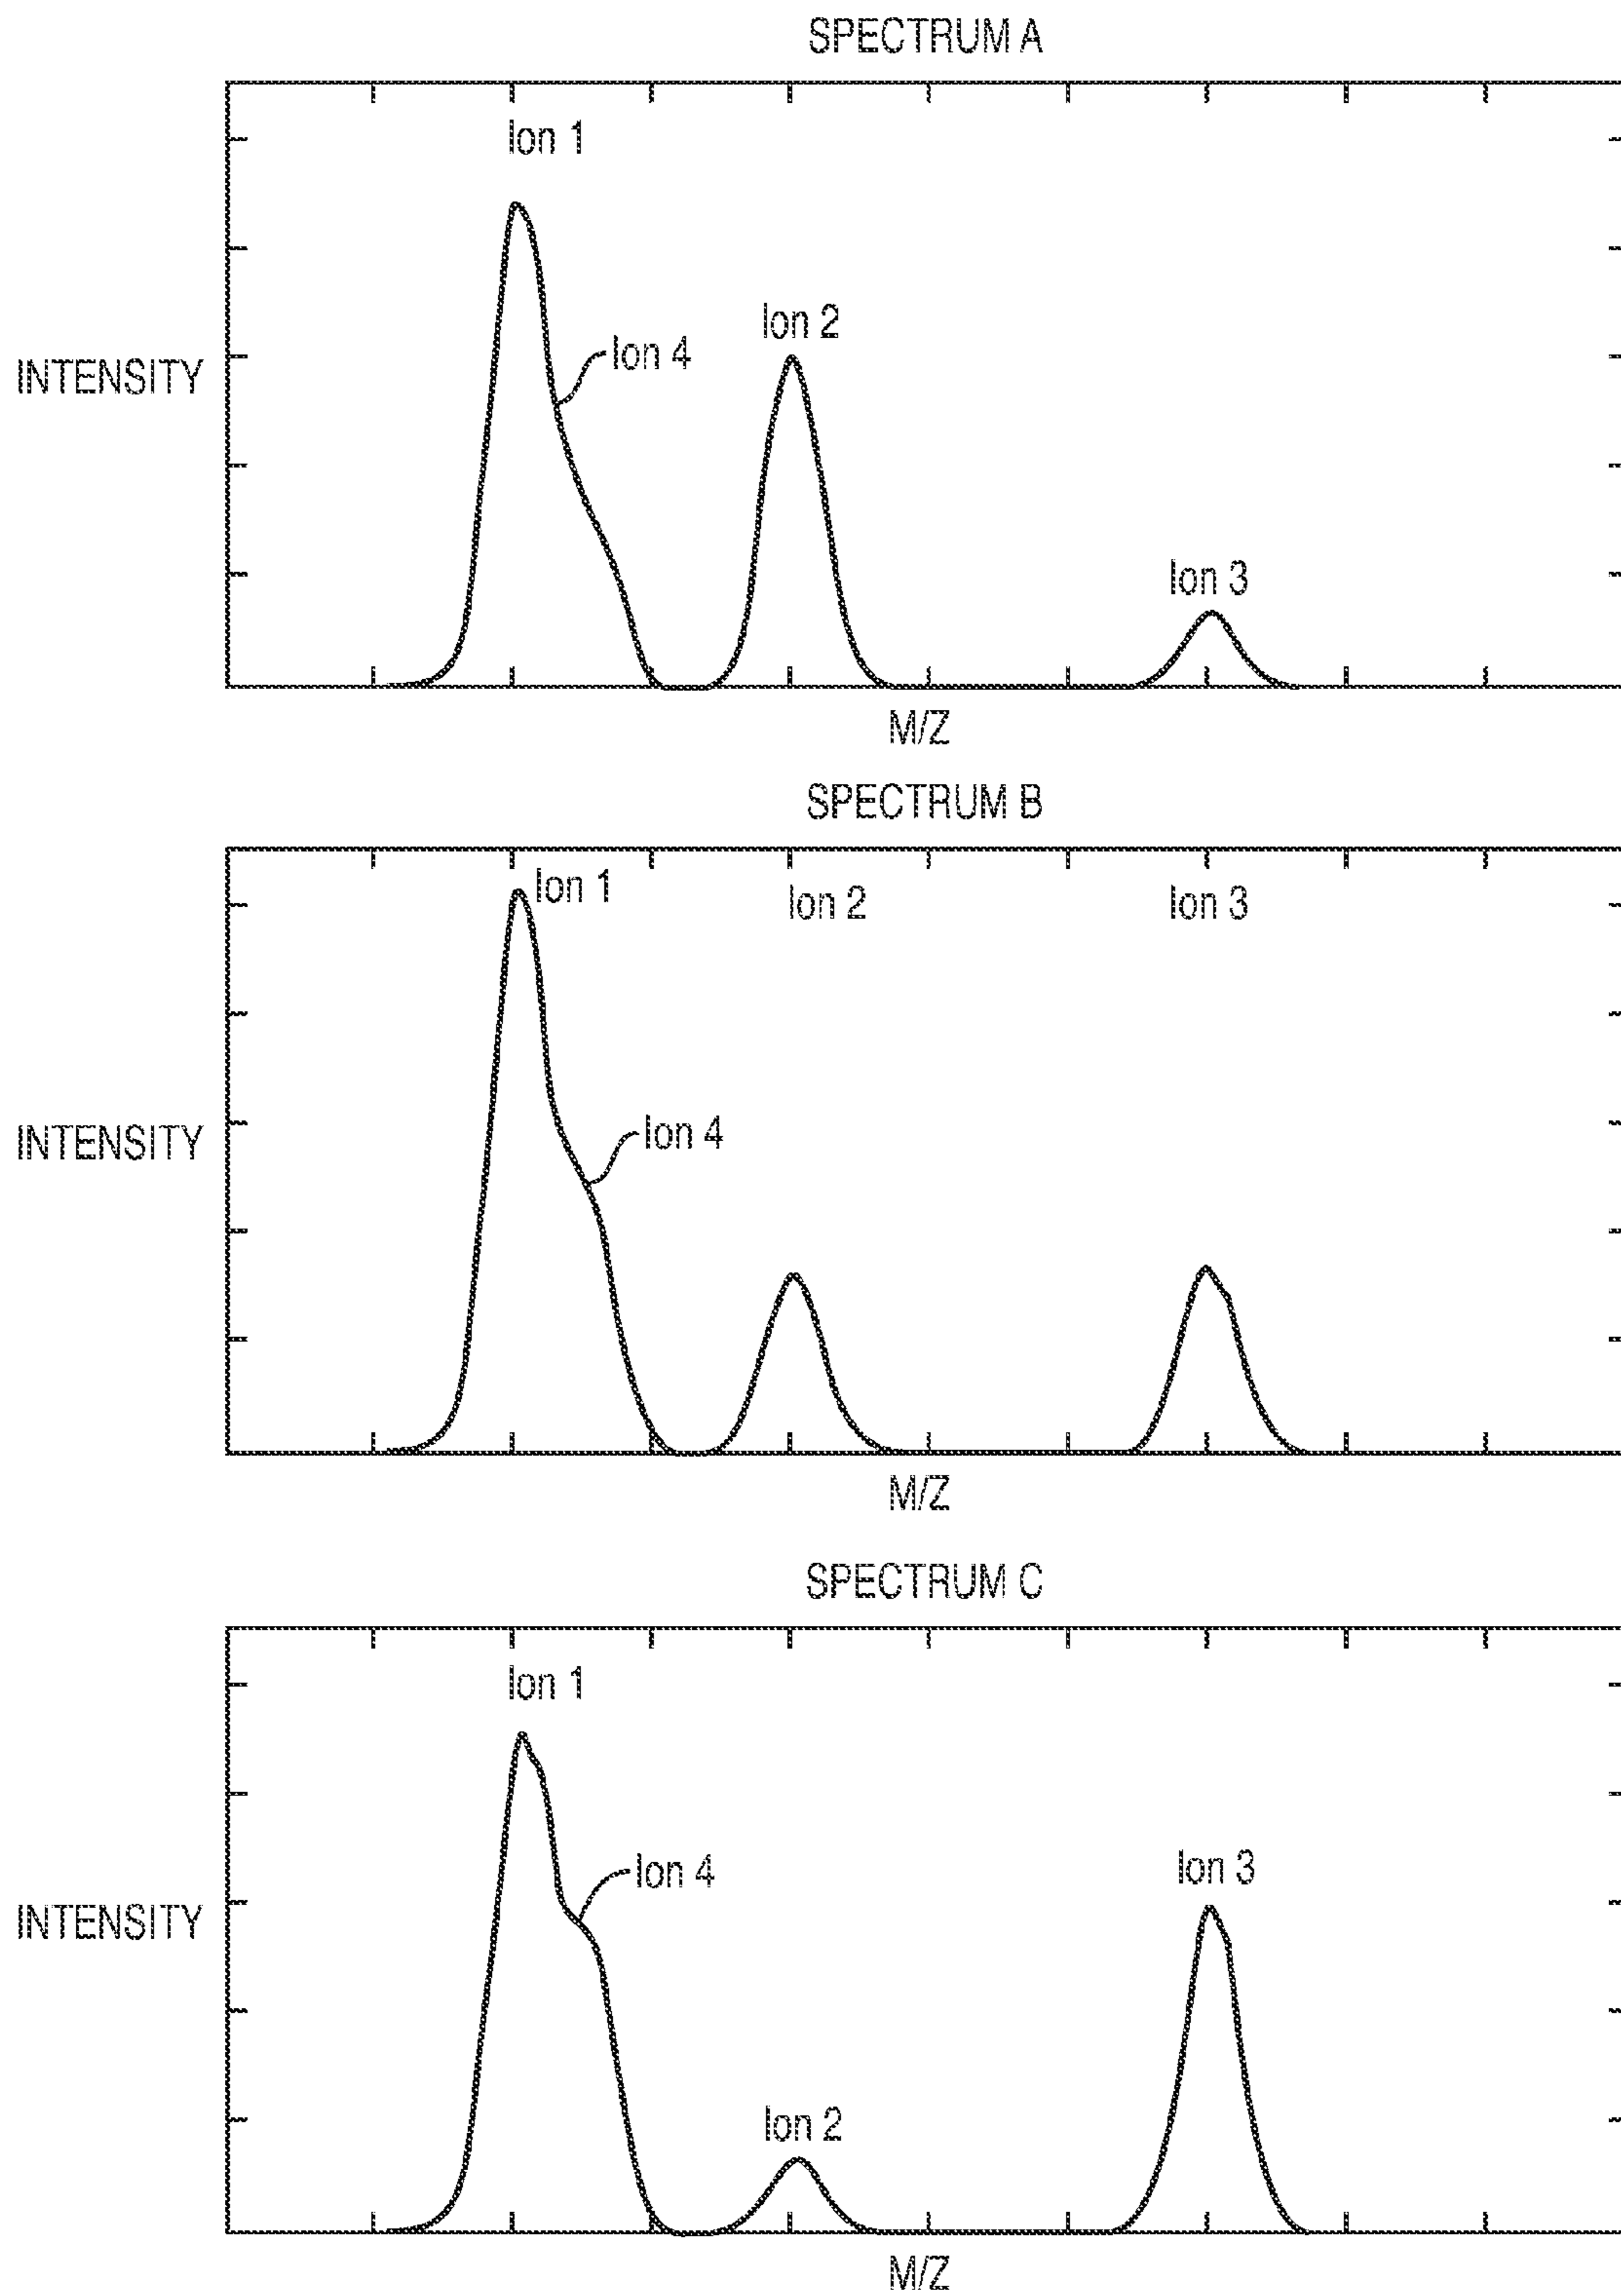 SPECTRUM A
Ion 1
Ion 2
Ion 4
INTENSITY
Ion 3
M/Z
SPECTRUM B
Ion 1
Ion 2
Ion 3
Ion 4
INTENSITY
M/Z
SPECTRUM C
Ion 1
Ion 4
Ion 3
INTENSITY
Ion 2
M/Z